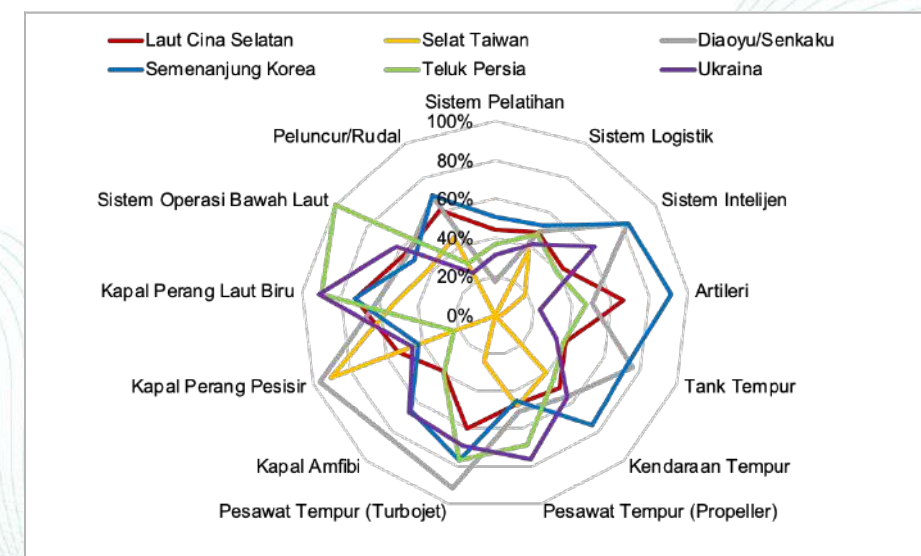 Laut Cina Selatan
Selat Taiwan
Diaoyu/Senkaku
Semenanjung Korea
Teluk Persia
Ukraina
Sistem Pelatihan
100%
80%
60%
40%
20%
0%
Sistem Logistik
Sistem Intelijen
Artileri
Tank Tempur
Kendaraan Tempur
Pesawat Tempur (Propeller)
Pesawat Tempur (Turbojet)
Kapal Amfibi
Kapal Perang Pesisir
Kapal Perang Laut Biru
Sistem Operasi Bawah Laut
Peluncur/Rudal